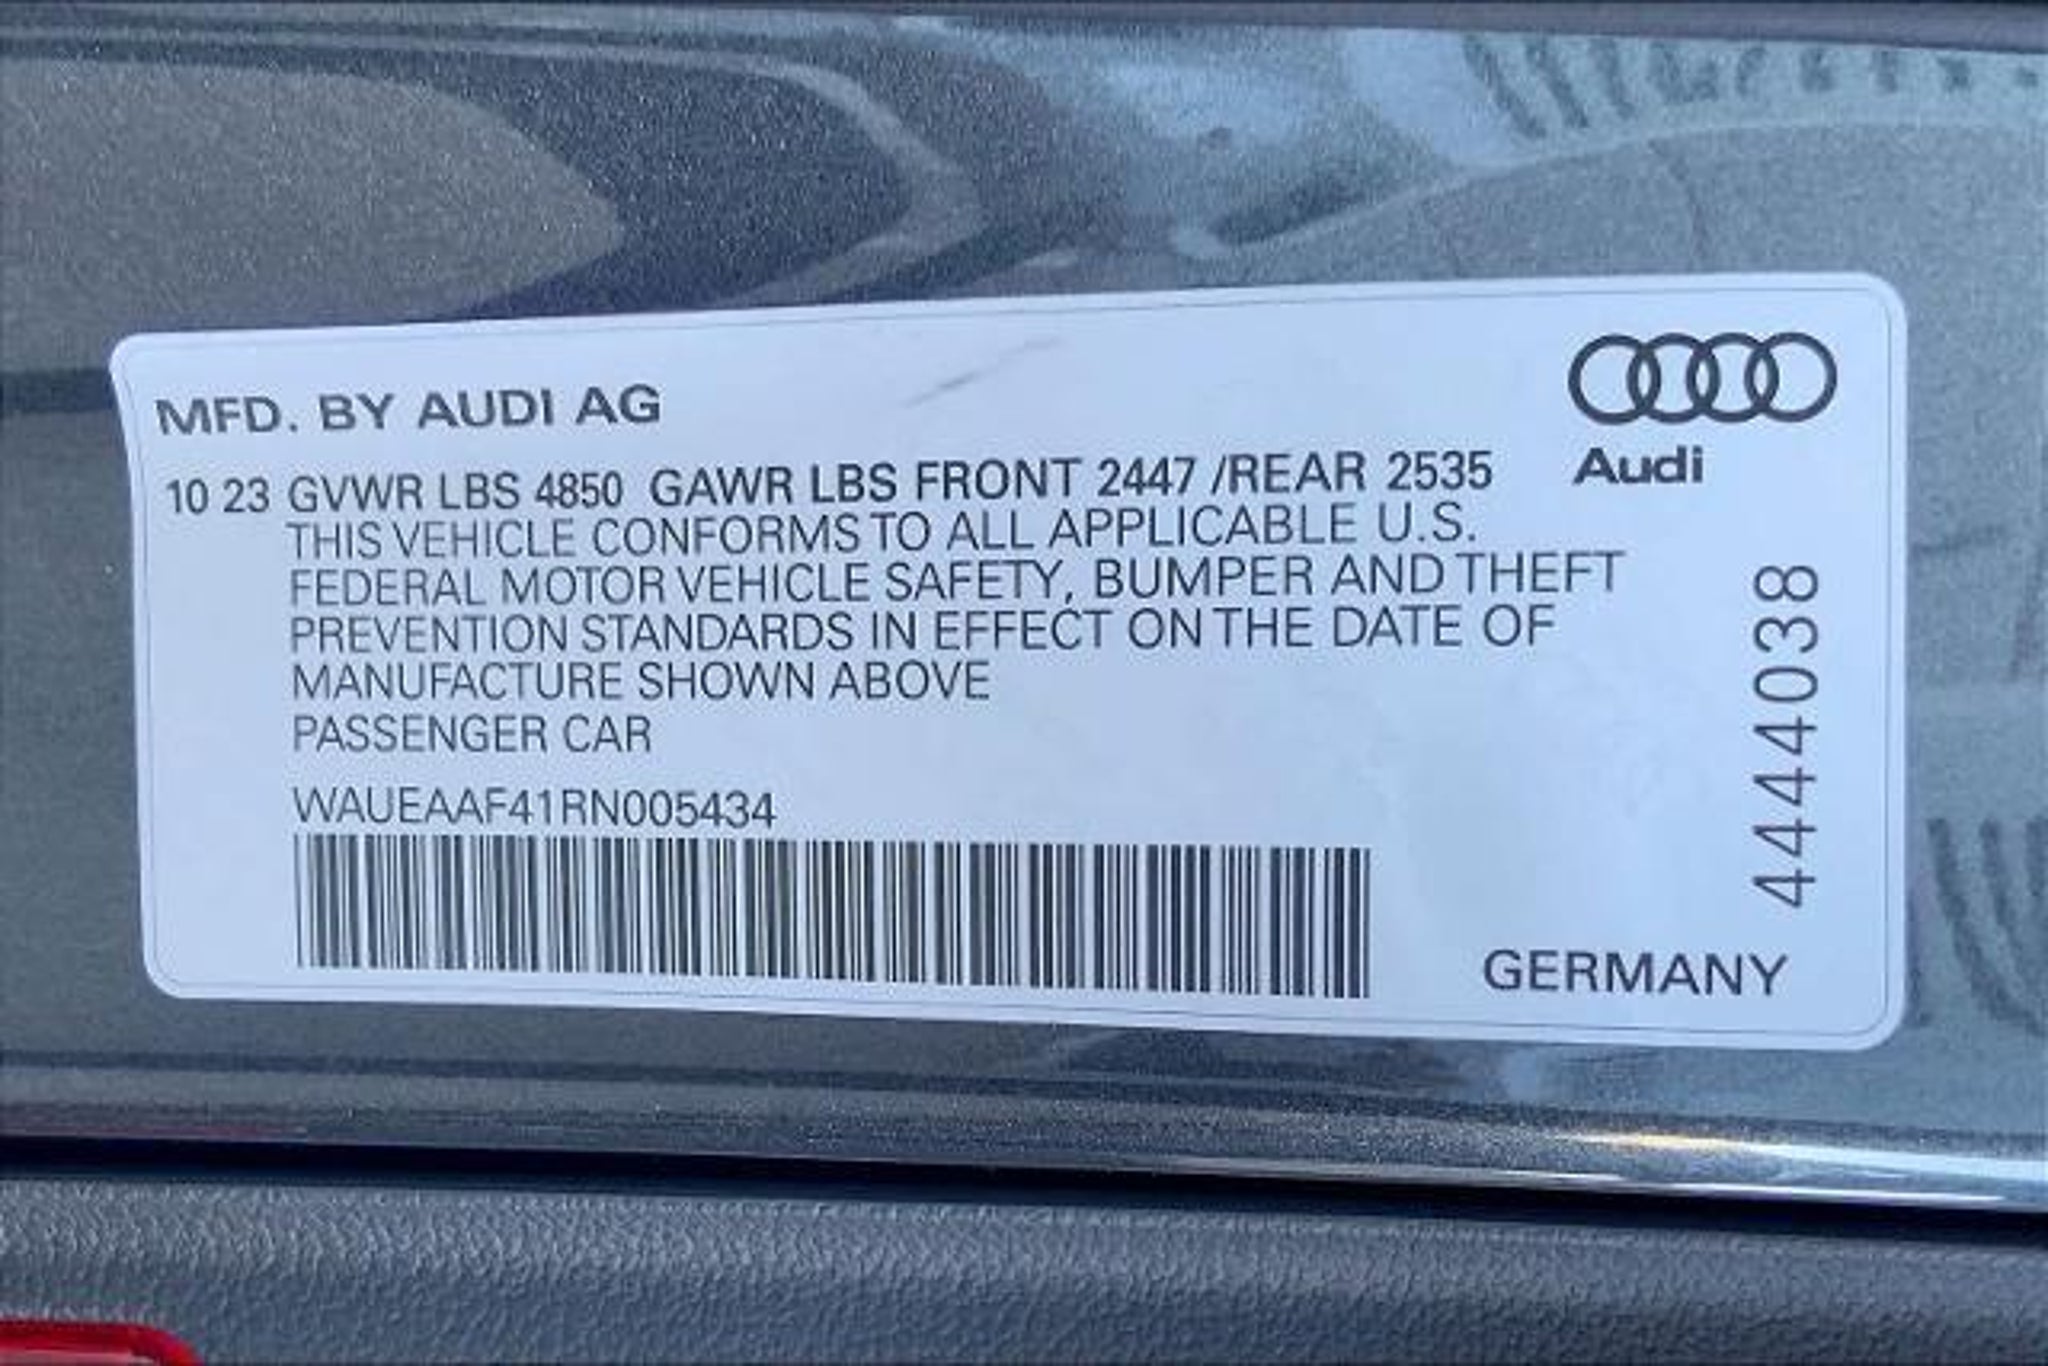 MFD. BY AUDI AG
Audi
10 23 GVWR LBS 4850 GAWR LBS FRONT 2447 /REAR 2535
THIS VEHICLE CONFORMS TO ALL APPLICABLE U.S.
FEDERAL MOTOR VEHICLE SAFETY, BUMPER AND THEFT
PREVENTION STANDARDS IN EFFECT ON THE DATE OF
MANUFACTURE SHOWN ABOVE
PASSENGER CAR
WAUEAAF41RN005434
4444038
GERMANY